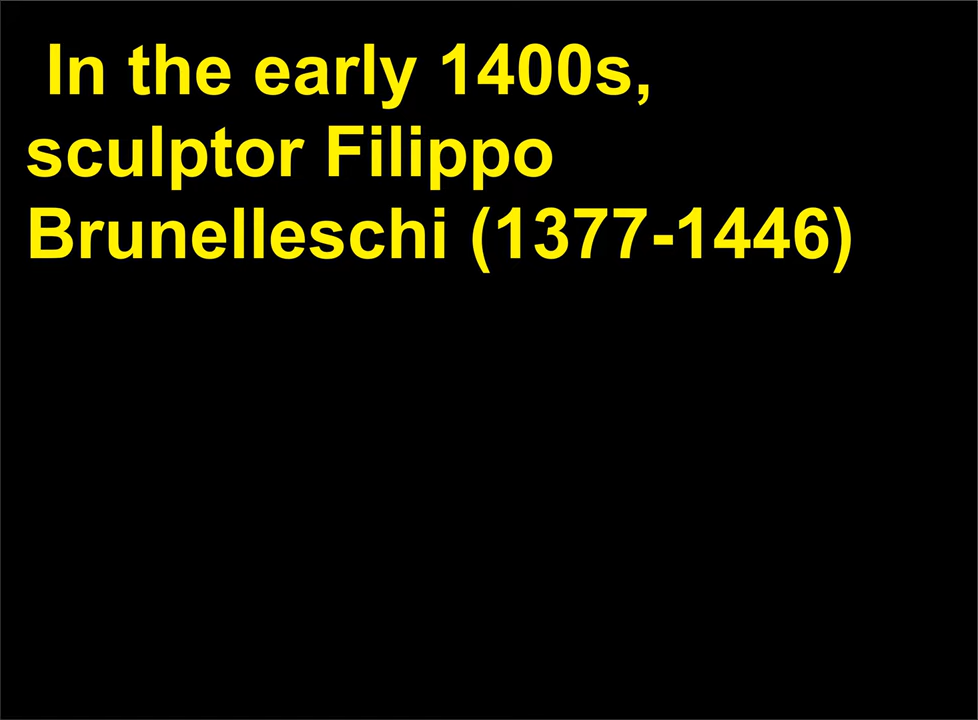 In the early 1400s,
sculptor Filippo
Brunelleschi (1377-1446)